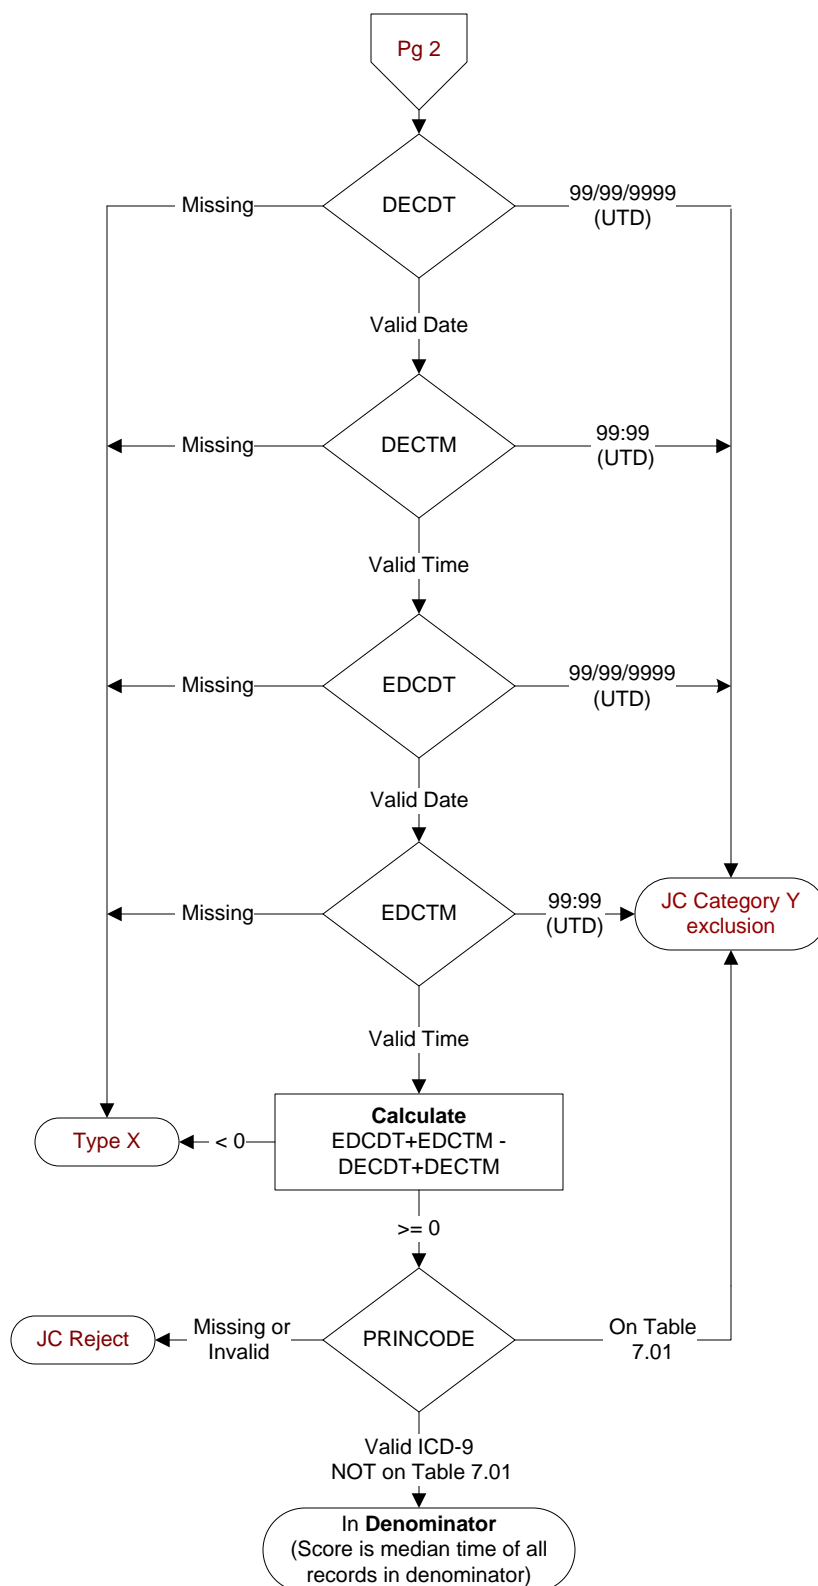 Pg 2
DECDT
Missing
99/99/9999
(UTD)
Valid Date
DECTM
Missing
99:99
(UTD)
Valid Time
EDCDT
Missing
99/99/9999
(UTD)
Valid Date
EDCTM
Missing
99:99
(UTD)
JC Category Y
exclusion
Valid Time
Calculate
EDCDT+EDCTM -
DECDT+DECTM
Type X
< 0
>= 0
PRINCODE
JC Reject
Missing or
Invalid
On Table
7.01
Valid ICD-9
NOT on Table 7.01
In Denominator
(Score is median time of all
records in denominator)